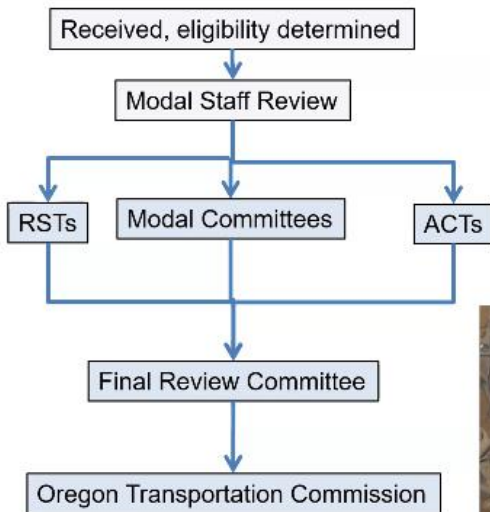 Received, eligibility determined
Modal Staff Review
RSTs
Modal Committees
ACTs
Final Review Committee
Oregon Transportation Commission